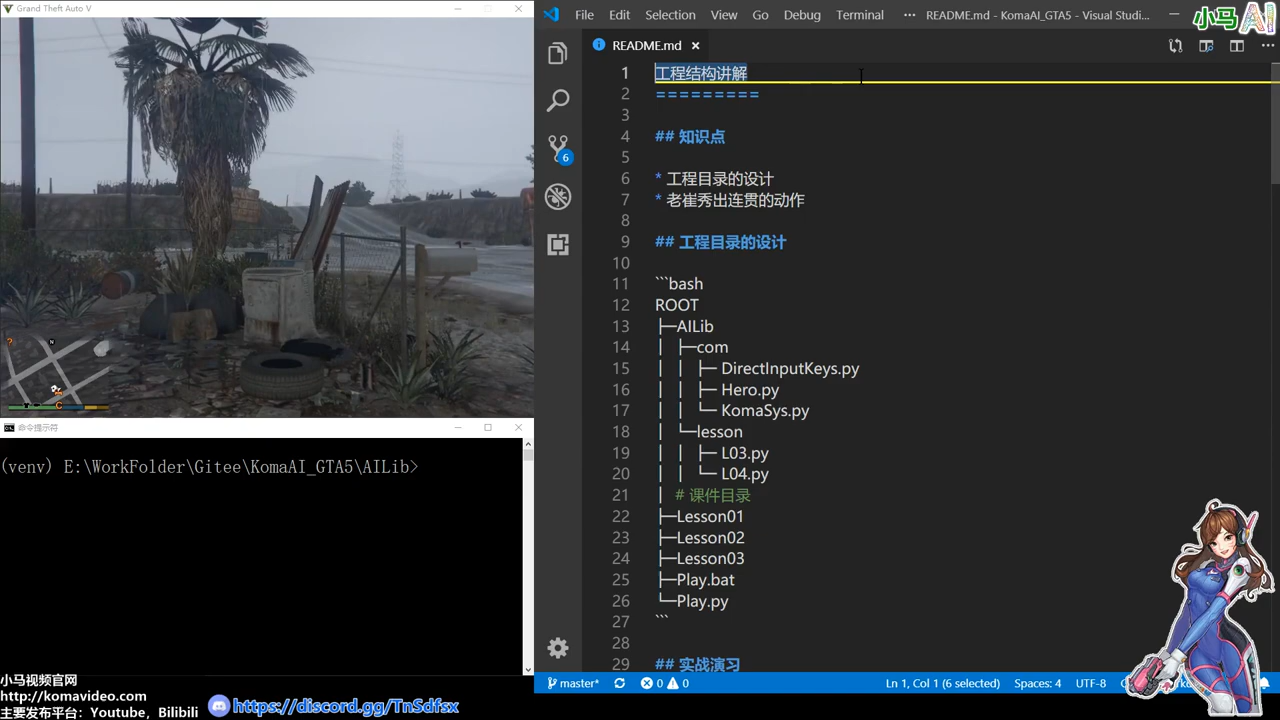 Grand Theft Auto V
N
命令提示符
(venv) E:\WorkFolder\Gitee\KomaAI_GTA5\AILib>
小马视频官网
http://komavideo.com
主要发布平台：Youtube，Bilibili
https://discord.gg/TnSdfsx
File Edit Selection View Go Debug Terminal ··· README.md - KomaAI_GTA5 - Visual Studi...
小马AI
README.md
1 工程结构讲解
2 =========
3
4 ## 知识点
5
6 * 工程目录的设计
7 * 老崔秀出连贯的动作
8
9 ## 工程目录的设计
10
11 ```bash
12 ROOT
13 ├─AILib
14 │ ├─com
15 │ │ ├─ DirectInputKeys.py
16 │ │ ├─ Hero.py
17 │ │ └─ KomaSys.py
18 │ └─lesson
19 │ │ ├─ L03.py
20 │ │ └─ L04.py
21 │ # 课件目录
22 ├─Lesson01
23 ├─Lesson02
24 ├─Lesson03
25 ├─Play.bat
26 └─Play.py
27 ```
28
29 ## 实战演习
6
master* 0 0 Ln 1, Col 1 (6 selected) Spaces: 4 UTF-8